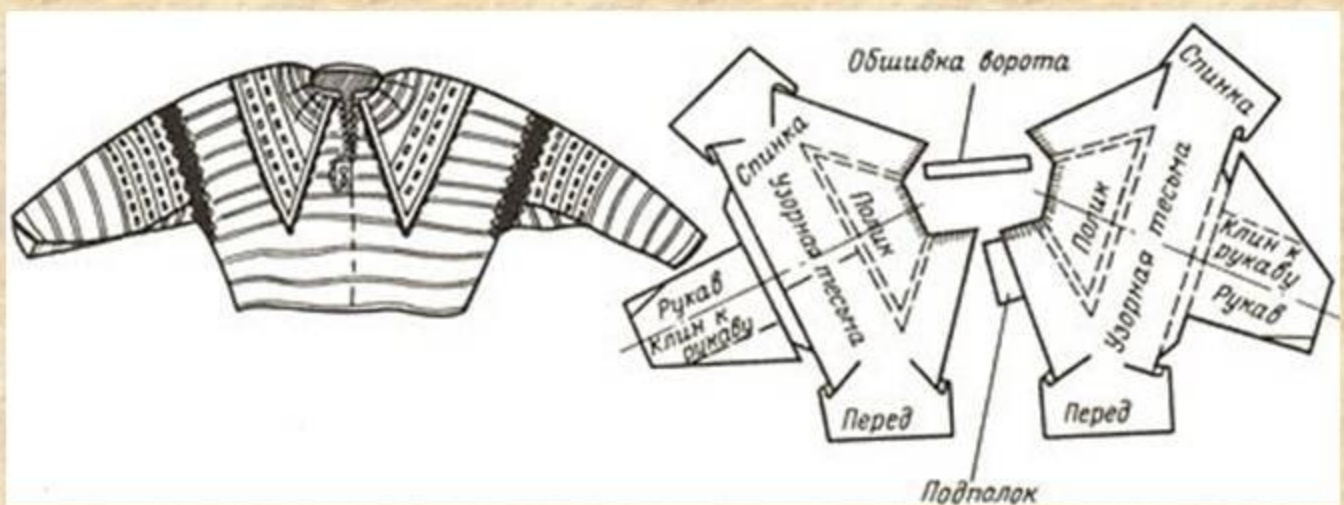 Обшивка ворота
Спинка
Узорная тесьма
Полик
Рукав
Клин к
рукаву
Перед
Спинка
Узорная тесьма
Полик
Клин к
рукаву
Рукав
Перед
Подполок